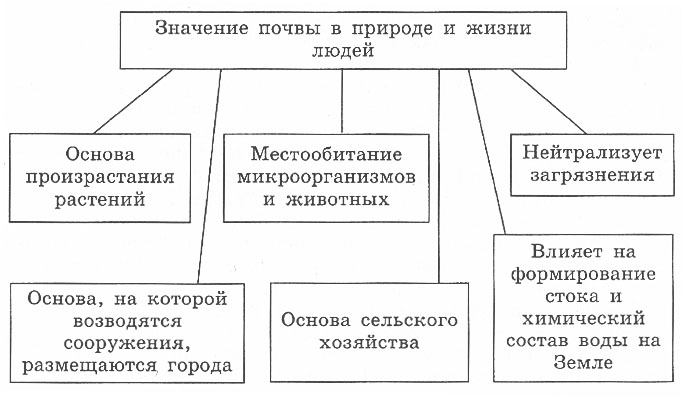 Значение почвы в природе и жизни
людей
Основа
произрастания
растений
Местообитание
микроорганизмов
и животных
Нейтрализует
загрязнения
Основа, на которой
возводятся
сооружения,
размещаются города
Основа сельского
хозяйства
Влияет на
формирование
стока и
химический
состав воды на
Земле